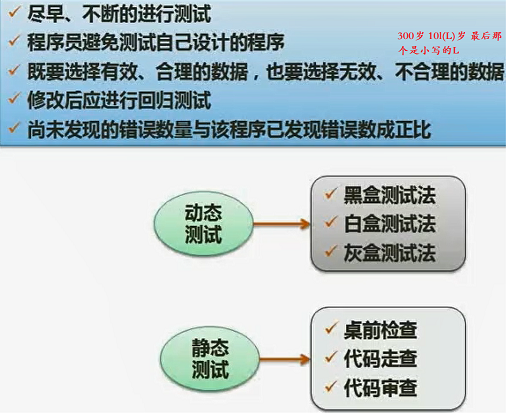 尽早、不断的进行测试
程序员避免测试自己设计的程序
300岁 10l(L)岁 最后那
个是小写的L
既要选择有效、合理的数据，也要选择无效、不合理的数据
修改后应进行回归测试
尚未发现的错误数量与该程序已发现错误数成正比
动态
测试
黑盒测试法
白盒测试法
灰盒测试法
静态
测试
桌前检查
代码走查
代码审查